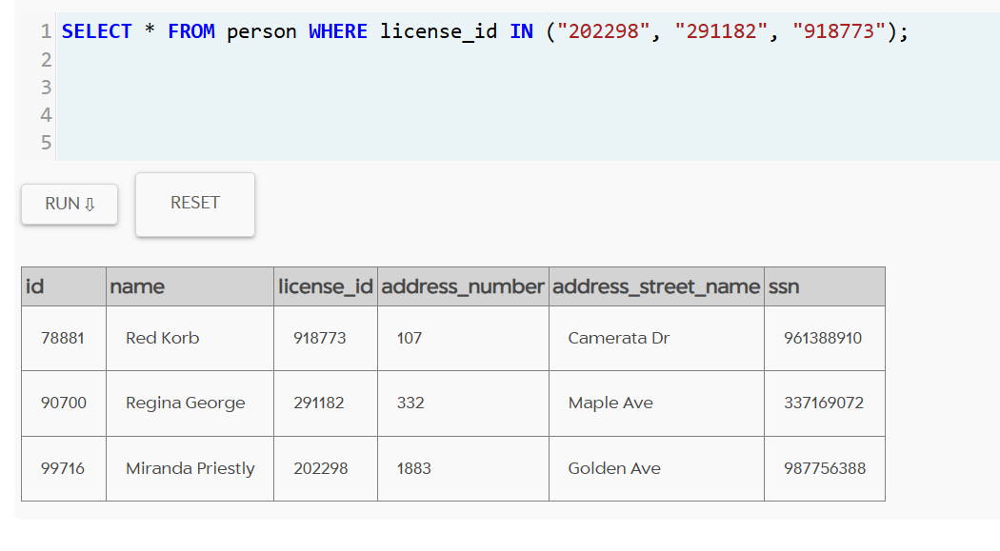 1 SELECT * FROM person WHERE license_id IN ("202298", "291182", "918773");
2
3
4
5
RUN ⇩ RESET
id name license_id address_number address_street_name ssn
78881 Red Korb 918773 107 Camerata Dr 961388910
90700 Regina George 291182 332 Maple Ave 337169072
99716 Miranda Priestly 202298 1883 Golden Ave 987756388